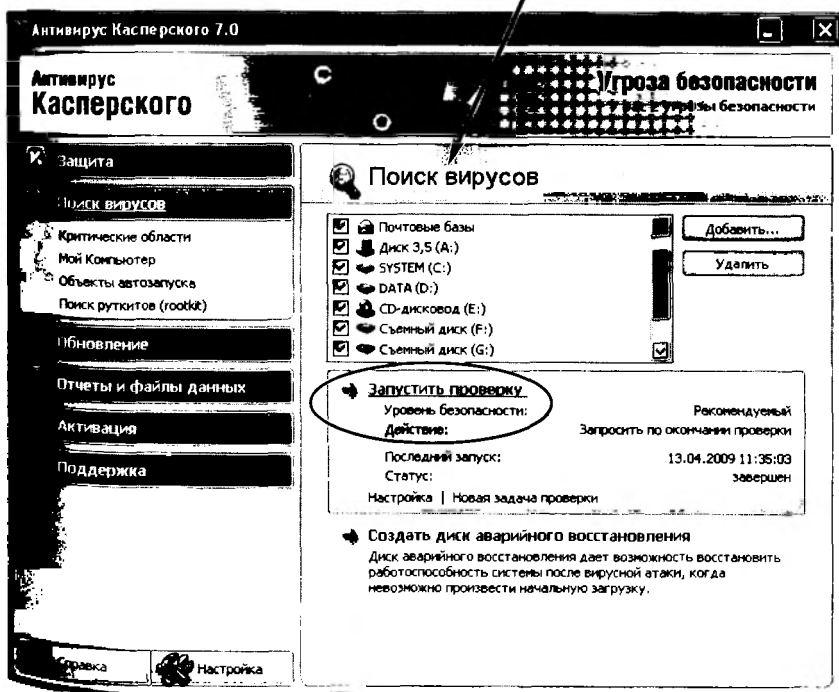 Антивирус Касперского 7.0
Антивирус
Касперского
Угроза безопасности
угрозы безопасности
Защита
Поиск вирусов
Критические области
Мой Компьютер
Объекты автозапуска
Поиск руткитов (rootkit)
Обновление
Отчеты и файлы данных
Активация
Поддержка
Справка
Настройка
Поиск вирусов
Почтовые базы
Диск 3,5 (A:)
SYSTEM (C:)
DATA (D:)
CD-дисковод (E:)
Съемный диск (F:)
Съемный диск (G:)
Добавить...
Удалить
Запустить проверку
Уровень безопасности: Рекомендуемый
Действие: Запросить по окончании проверки
Последний запуск: 13.04.2009 11:35:03
Статус: завершен
Настройка | Новая задача проверки
Создать диск аварийного восстановления
Диск аварийного восстановления дает возможность восстановить
работоспособность системы после вирусной атаки, когда
невозможно произвести начальную загрузку.